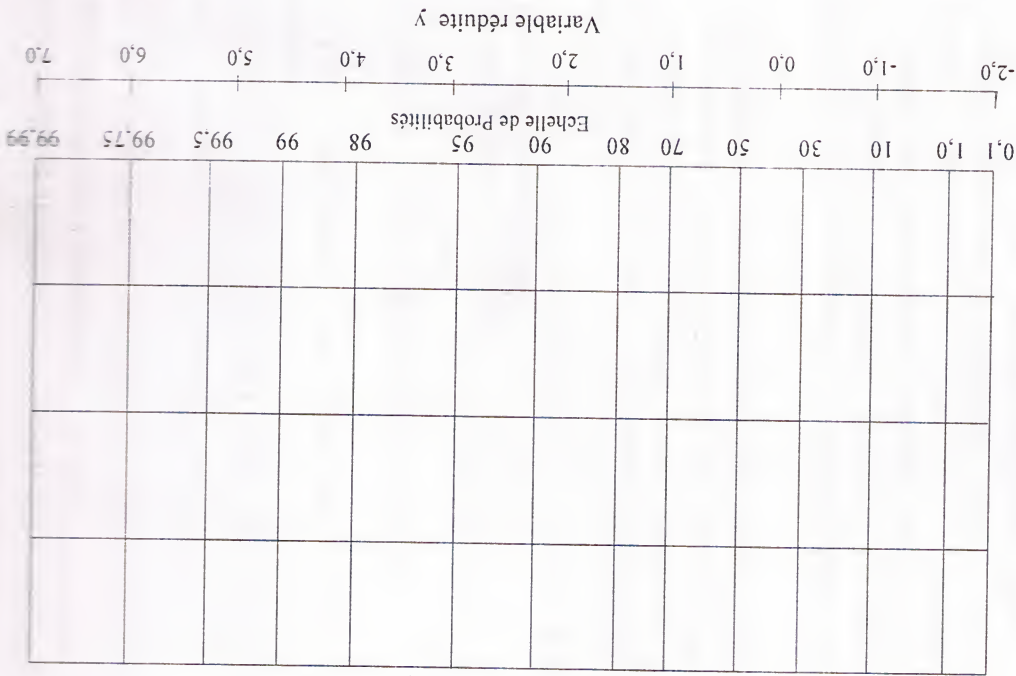 0,1 1,0 10 30 50 70 80 90 95 98 99 99.5 99.75 99.99
Echelle de Probabilités
-2,0 -1,0 0,0 1,0 2,0 3,0 4,0 5,0 6,0 7.0
Variable réduite y